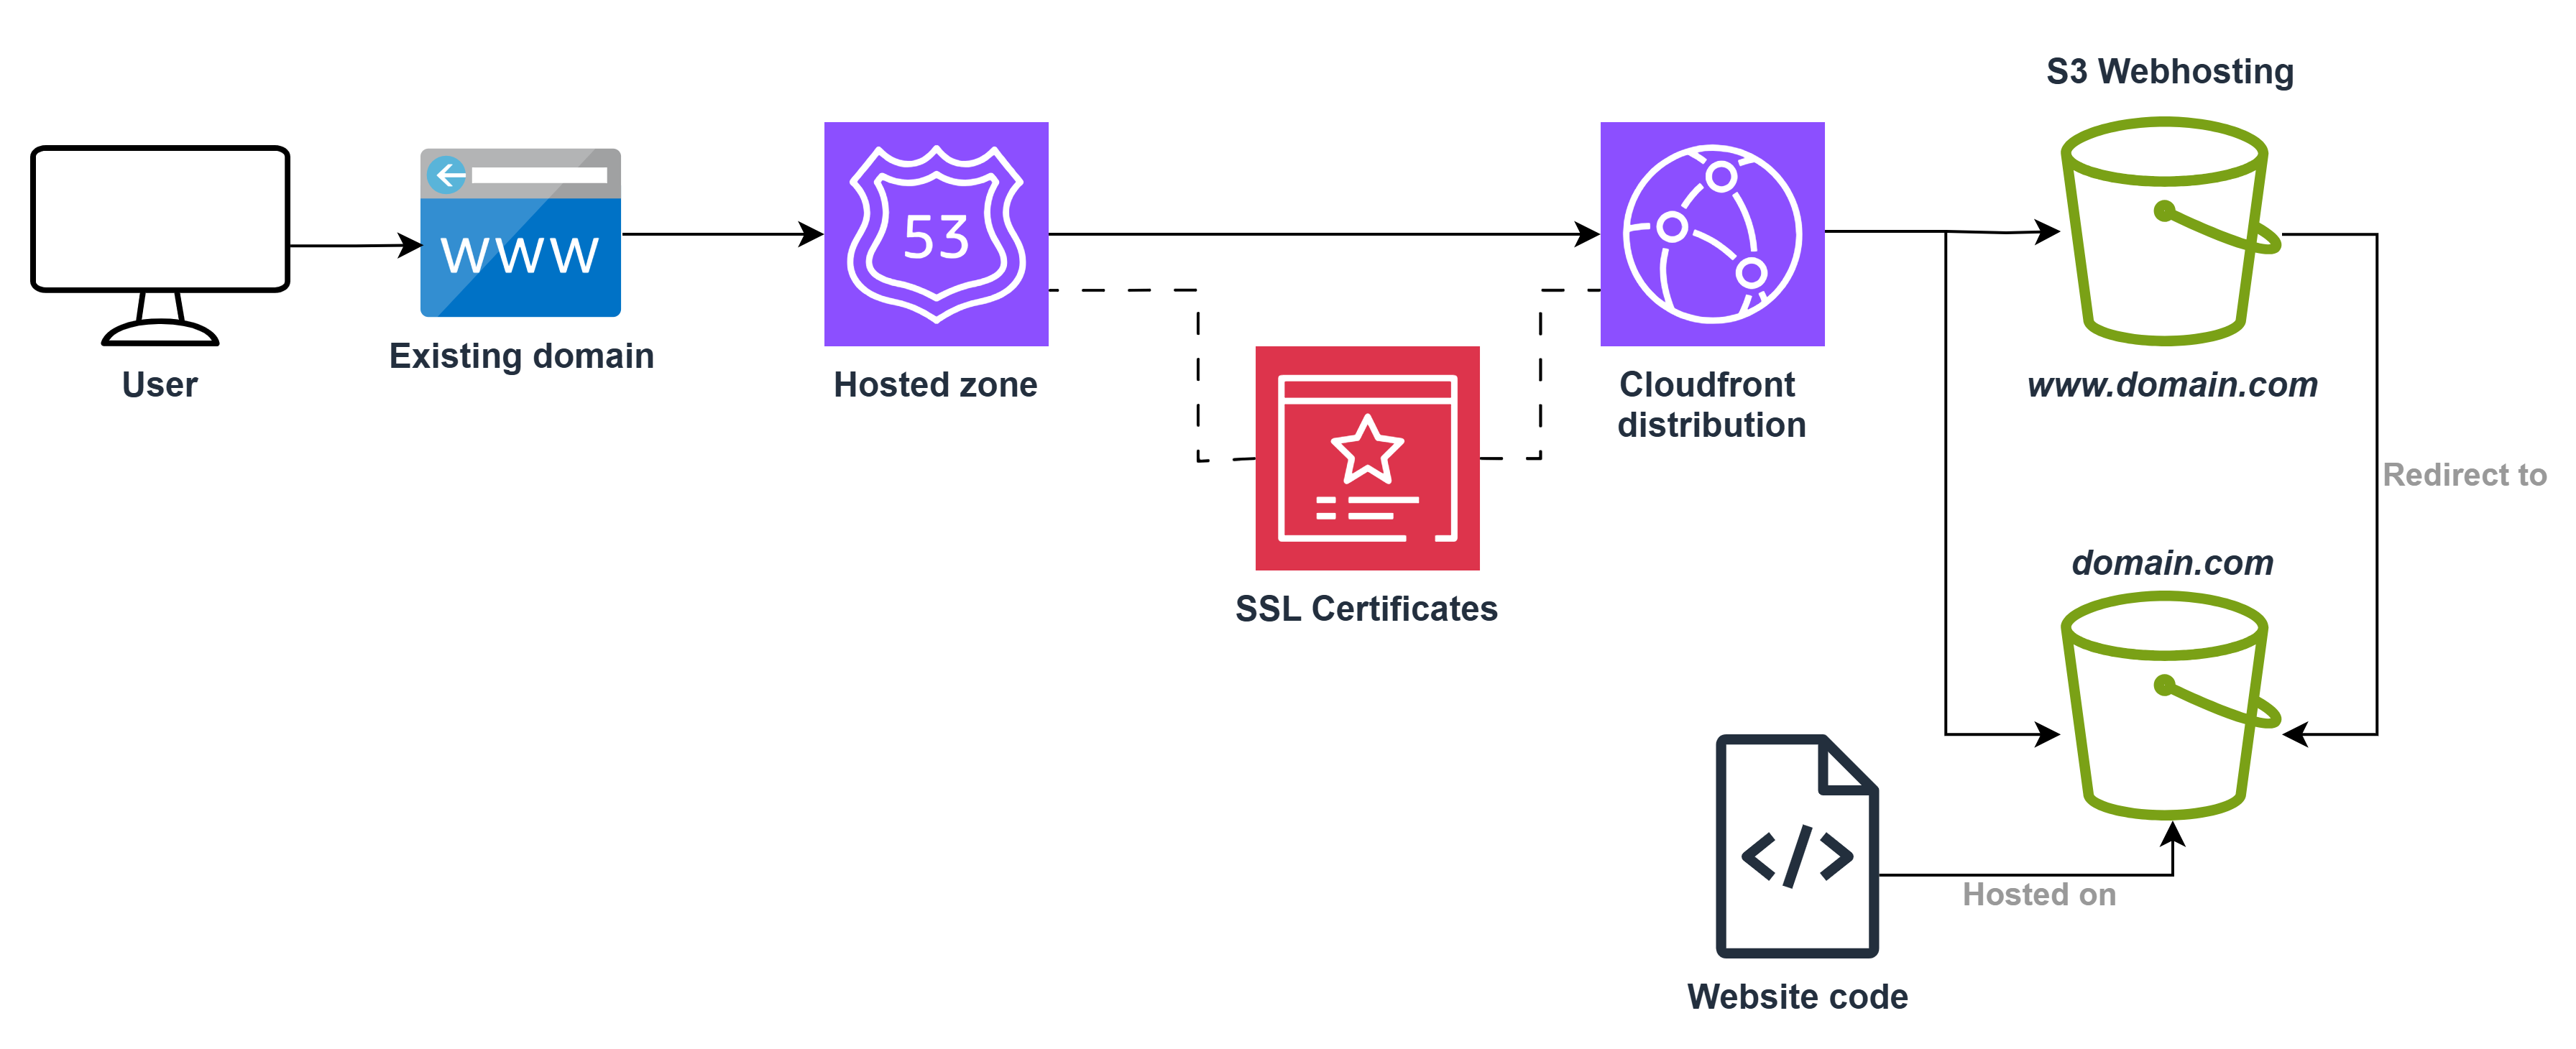 S3 Webhosting
WWW
53
User
Existing domain
Hosted zone
Cloudfront
distribution
www.domain.com
Redirect to
SSL Certificates
domain.com
</>
Hosted on
Website code